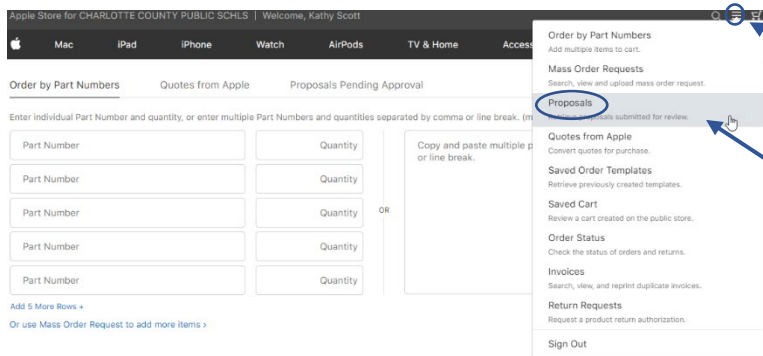 Apple Store for CHARLOTTE COUNTY PUBLIC SCHLS | Welcome, Kathy Scott
Mac iPad iPhone Watch AirPods TV & Home Access
Order by Part Numbers Quotes from Apple Proposals Pending Approval
Enter individual Part Number and quantity, or enter multiple Part Numbers and quantities separated by comma or line break. (m
Part Number Quantity
Part Number Quantity
Part Number Quantity
Part Number Quantity
Part Number Quantity
OR
Copy and paste multiple p
or line break.
Add 5 More Rows +
Or use Mass Order Request to add more items >
Order by Part Numbers
Add multiple items to cart.
Mass Order Requests
Search, view and upload mass order request.
Proposals
Retrieve proposals submitted for review.
Quotes from Apple
Convert quotes for purchase.
Saved Order Templates
Retrieve previously created templates.
Saved Cart
Review a cart created on the public store.
Order Status
Check the status of orders and returns.
Invoices
Search, view, and reprint duplicate invoices.
Return Requests
Request a product return authorization.
Sign Out